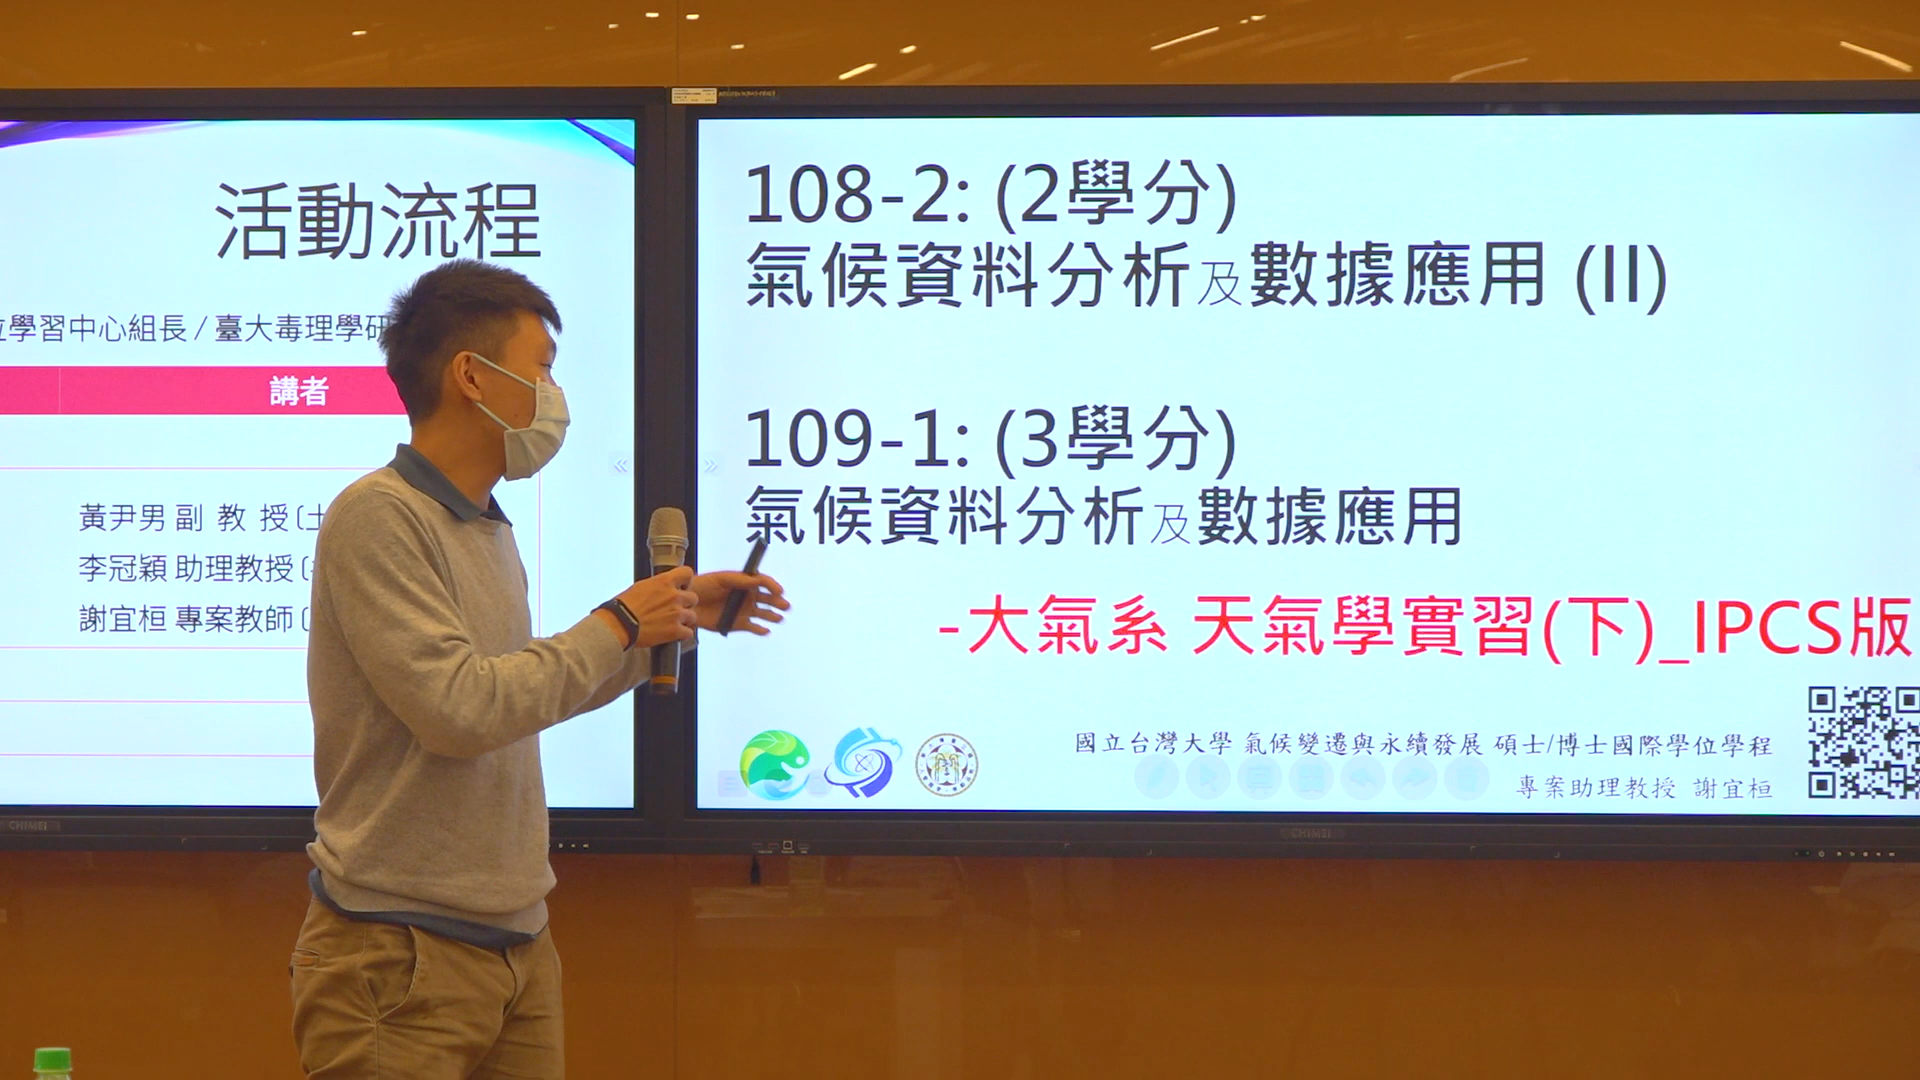 活動流程
學習中心組長 / 臺大毒理學研
講者
黃尹男 副 教 授
李冠穎 助理教授
謝宜桓 專案教師
108-2: (2學分)
氣候資料分析及數據應用 (II)
109-1: (3學分)
氣候資料分析及數據應用
-大氣系 天氣學實習(下)_IPCS版
國立台灣大學 氣候變遷與永續發展 碩士/博士國際學位學程
專案助理教授 謝宜桓
CHIMEI
CHIMEI